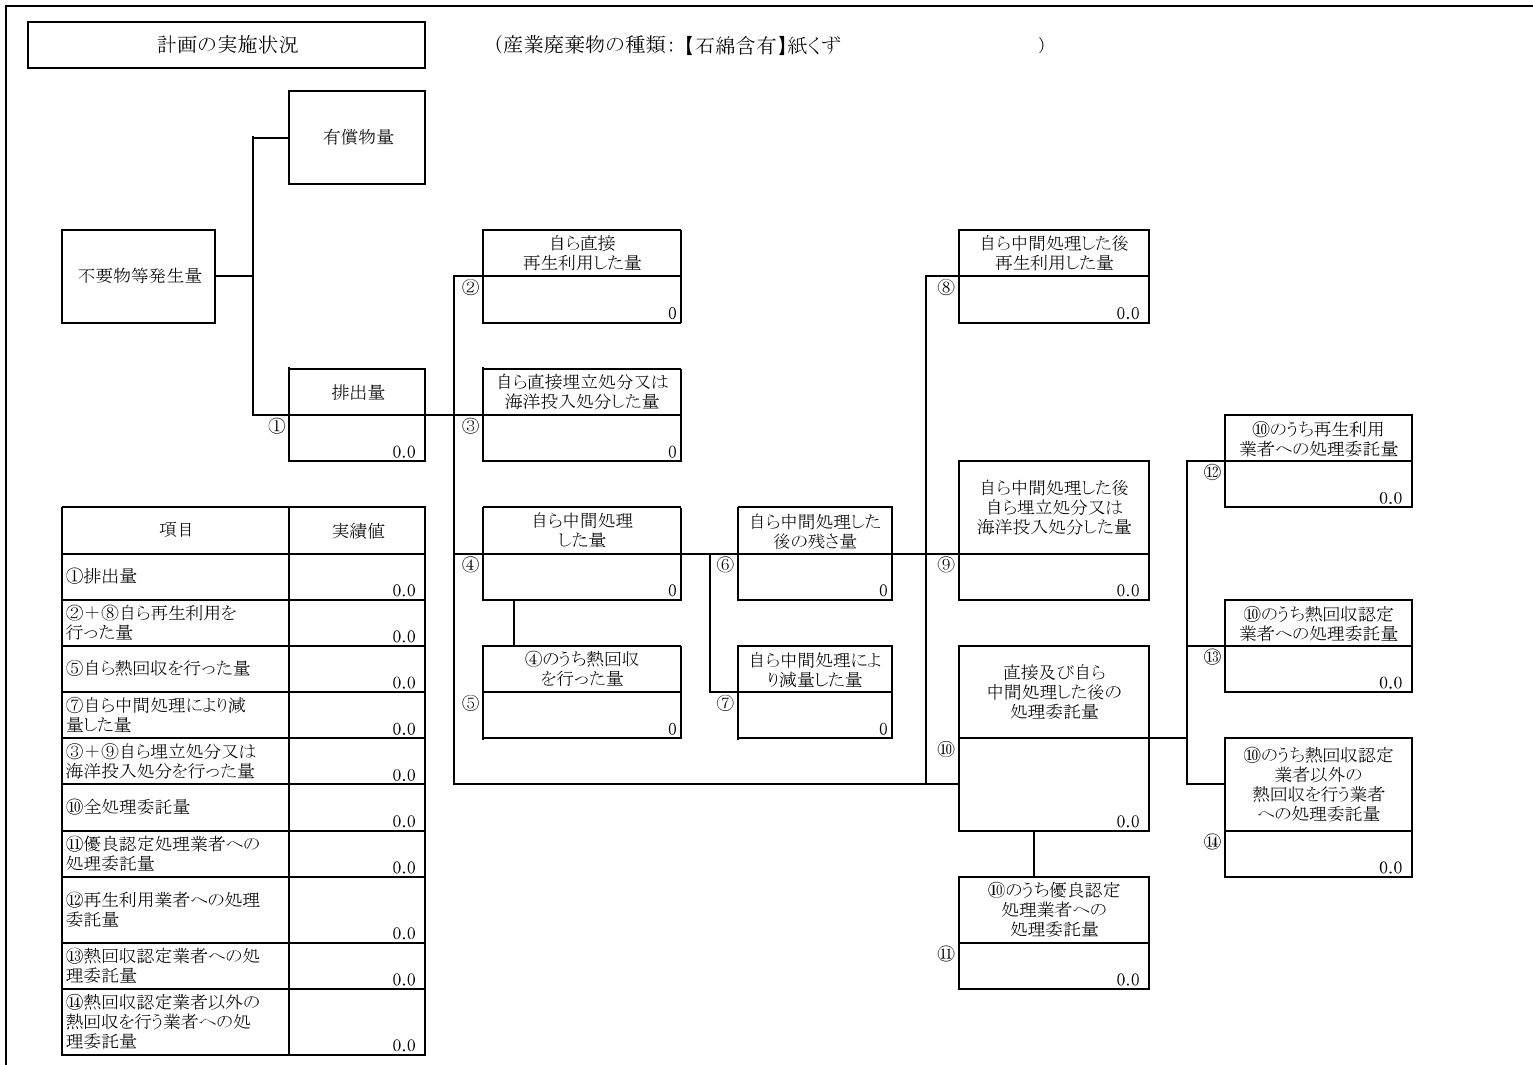 計画の実施状況
（産業廃棄物の種類：【石綿含有】紙くず　　　　　　　　　　）
有償物量
不要物等発生量
自ら直接
再生利用した量
②
0
自ら中間処理した後
再生利用した量
⑧
0.0
排出量
①
0.0
自ら直接埋立処分又は
海洋投入処分した量
③
0
⑩のうち再生利用
業者への処理委託量
⑫
0.0
自ら中間処理した後
自ら埋立処分又は
海洋投入処分した量
⑨
0.0
自ら中間処理
した量
④
0
自ら中間処理した
後の残さ量
⑥
0
⑩のうち熱回収認定
業者への処理委託量
⑬
0.0
④のうち熱回収
を行った量
⑤
0
自ら中間処理によ
り減量した量
⑦
0
直接及び自ら
中間処理した後の
処理委託量
⑩
0.0
⑩のうち熱回収認定
業者以外の
熱回収を行う業者
への処理委託量
⑭
0.0
⑩のうち優良認定
処理業者への
処理委託量
⑪
0.0
項目 実績値
①排出量
0.0
②＋⑧自ら再生利用を
行った量
0.0
⑤自ら熱回収を行った量
0.0
⑦自ら中間処理により減
量した量
0.0
③＋⑨自ら埋立処分又は
海洋投入処分を行った量
0.0
⑩全処理委託量
0.0
⑪優良認定処理業者への
処理委託量
0.0
⑫再生利用業者への処理
委託量
0.0
⑬熱回収認定業者への処
理委託量
0.0
⑭熱回収認定業者以外の
熱回収を行う業者への処
理委託量
0.0